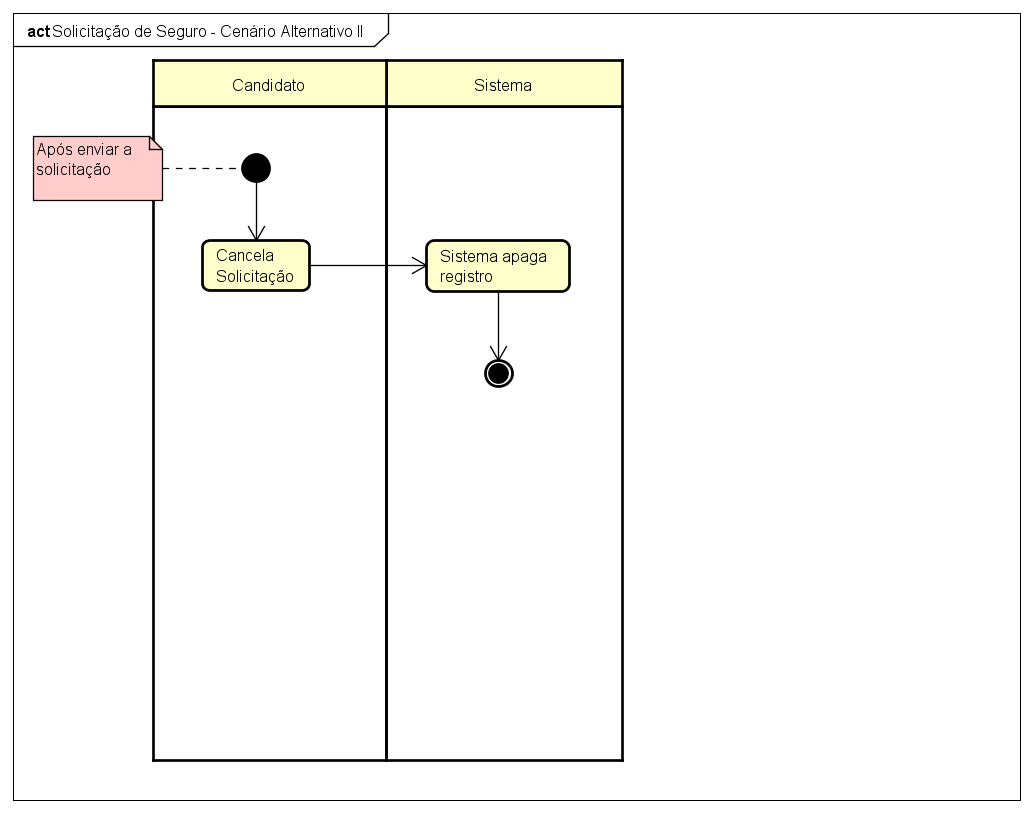 act Solicitação de Seguro - Cenário Alternativo II
Candidato
Sistema
Após enviar a
solicitação
Cancela
Solicitação
Sistema apaga
registro